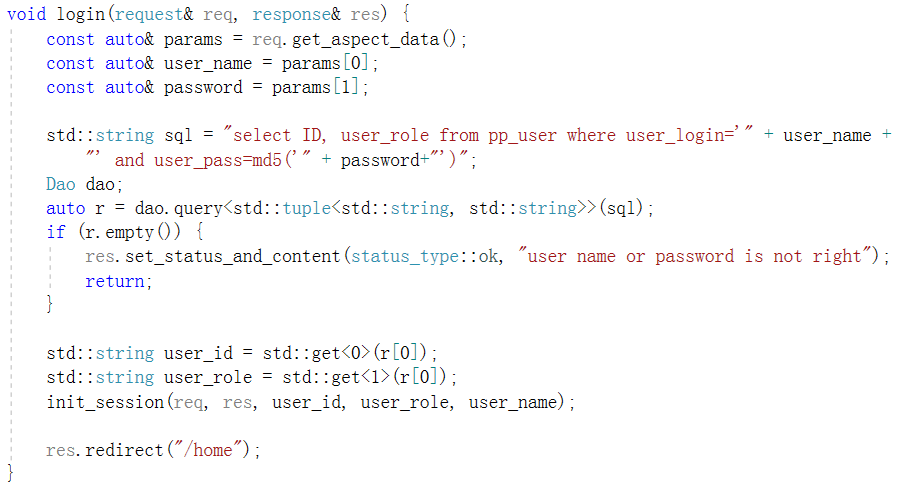 void login(request& req, response& res) {
    const auto& params = req.get_aspect_data();
    const auto& user_name = params[0];
    const auto& password = params[1];

    std::string sql = "select ID, user_role from pp_user where user_login='" + user_name +
        "' and user_pass=md5('" + password+"')";
    Dao dao;
    auto r = dao.query<std::tuple<std::string, std::string>>(sql);
    if (r.empty()) {
        res.set_status_and_content(status_type::ok, "user name or password is not right");
        return;
    }

    std::string user_id = std::get<0>(r[0]);
    std::string user_role = std::get<1>(r[0]);
    init_session(req, res, user_id, user_role, user_name);

    res.redirect("/home");
}